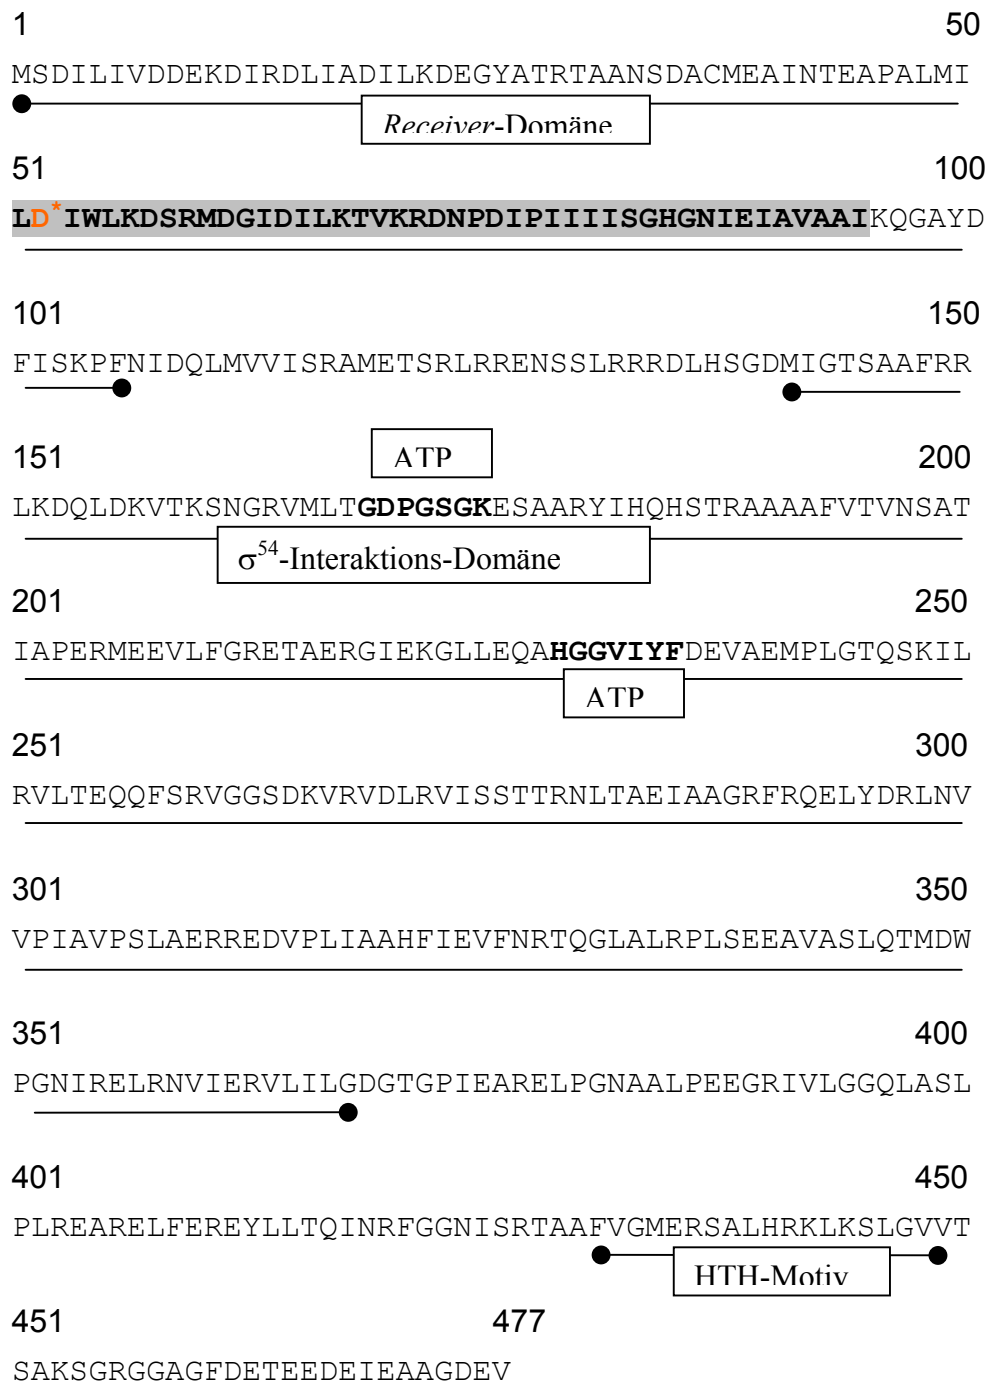 1 50
MSDILIVDDEKDIRDLIADILKDEGYATRTAANSDACMEAINTEAPALMI
Receiver-Domäne
51 100
LD*IWLKDSRMDGIDILKTVKRDNPDIPIIIISGHGNIEIAVAAIKQGAYD
101 150
FISKPFNIDQLMVVISRAMETSRLRRENSSLRRRDLHSGDMIGTSAAFRR
ATP
151 200
LKDQLDKVTKSNGRVMLTGDPGSGKESAARYIHQHSTRAAAAFVTVNSAT
σ54-Interaktions-Domäne
201 250
IAPERMEEVLFGRETAERGIEKGLLEQAHGGVIYFDEVAEMPLGTQSKIL
ATP
251 300
RVLTEQQFSRVGGSDKVRVDLRVISSTTRNLTAEIAAGRFRQELYDRLNV
301 350
VPIAVPSLAERREDVPLIAAHFIEVFNRTQGLALRPLSEEAVASLQTMDW
351 400
PGNIRELRNVIERVLILGDGTGPIEARELPGNAALPEEGRIVLGGQLASL
401 450
PLREARELFEREYLLTQINRFGGNISRTAAFVGMERSALHRKLKSLGVVT
HTH-Motiv
451 477
SAKSGRGGAGFDETEEDEIEAAGDEV